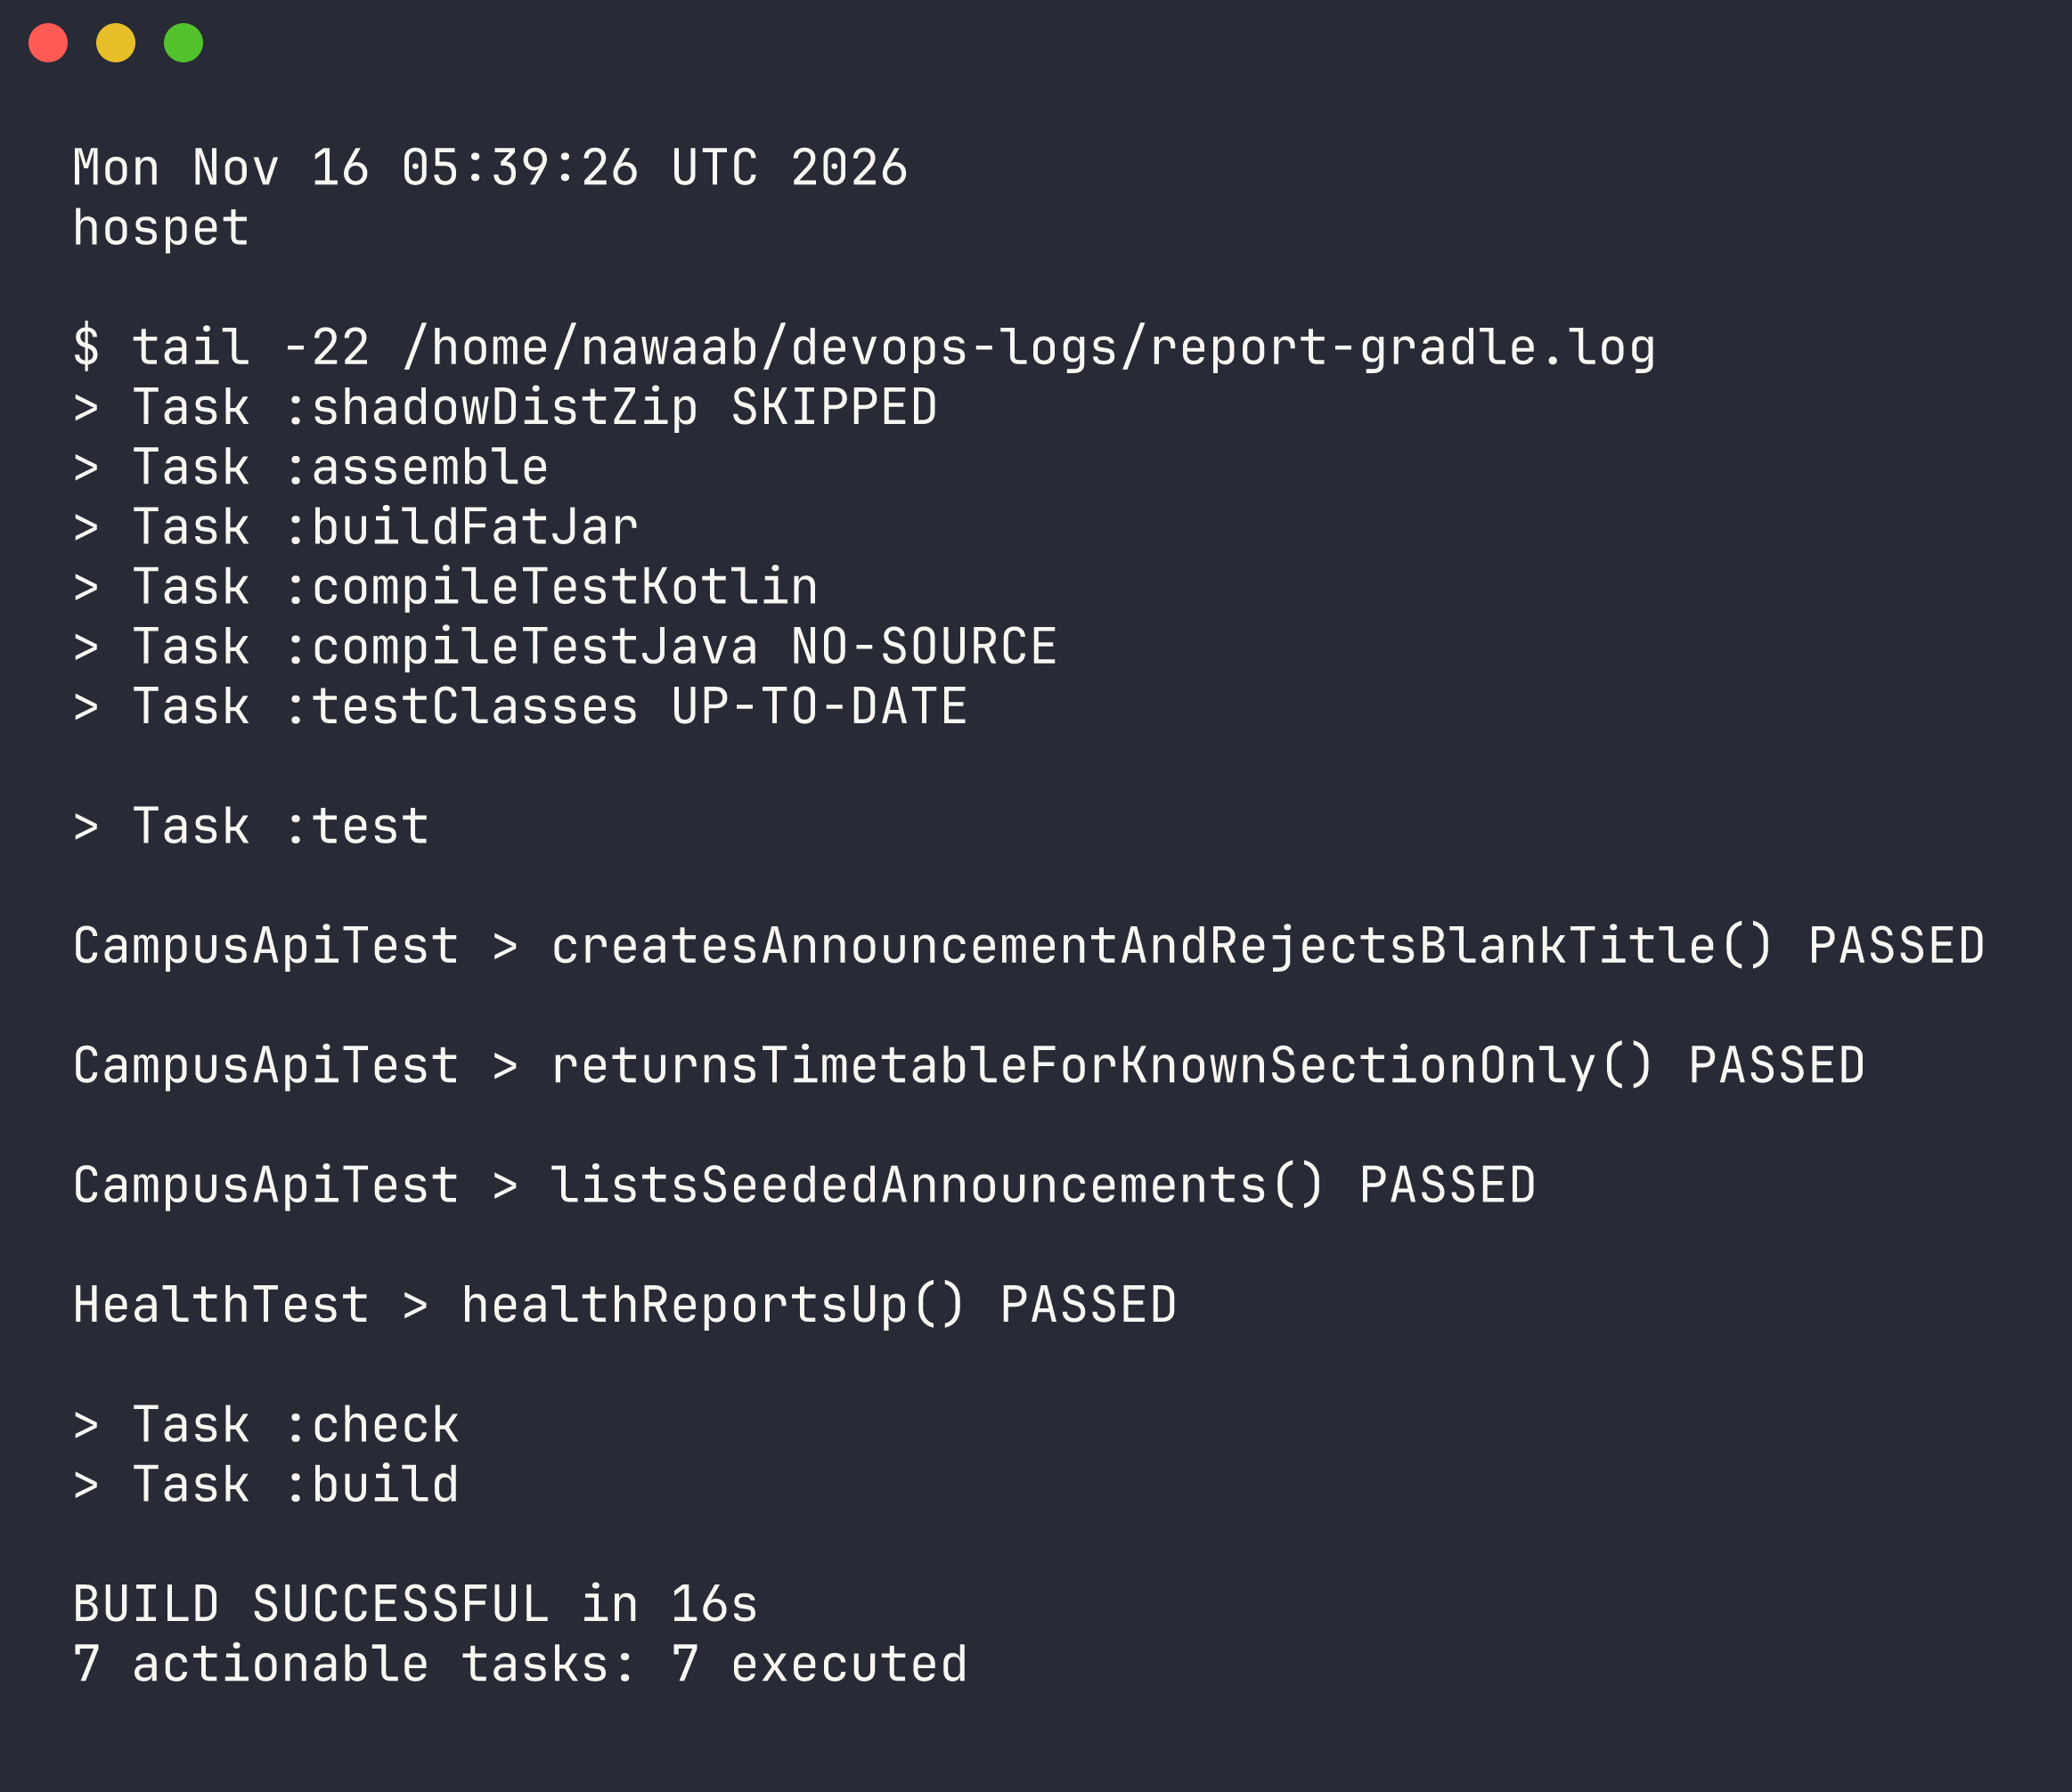 Mon Nov 16 05:39:26 UTC 2026
hospet
$ tail -22 /home/nawaab/devops-logs/report-gradle.log
> Task :shadowDistZip SKIPPED
> Task :assemble
> Task :buildFatJar
> Task :compileTestKotlin
> Task :compileTestJava NO-SOURCE
> Task :testClasses UP-TO-DATE
> Task :test
CampusApiTest > createsAnnouncementAndRejectsBlankTitle() PASSED
CampusApiTest > returnsTimetableForKnownSectionOnly() PASSED
CampusApiTest > listsSeededAnnouncements() PASSED
HealthTest > healthReportsUp() PASSED
> Task :check
> Task :build
BUILD SUCCESSFUL in 16s
7 actionable tasks: 7 executed